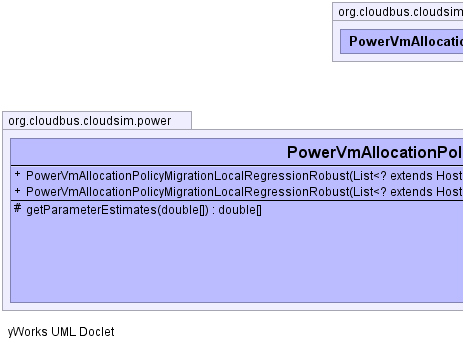 org.cloudbus.cloudsim
PowerVmAllocation
org.cloudbus.cloudsim.power
PowerVmAllocationPol
+ PowerVmAllocationPolicyMigrationLocalRegressionRobust(List<? extends Host
+ PowerVmAllocationPolicyMigrationLocalRegressionRobust(List<? extends Host
# getParameterEstimates(double[]) : double[]
yWorks UML Doclet